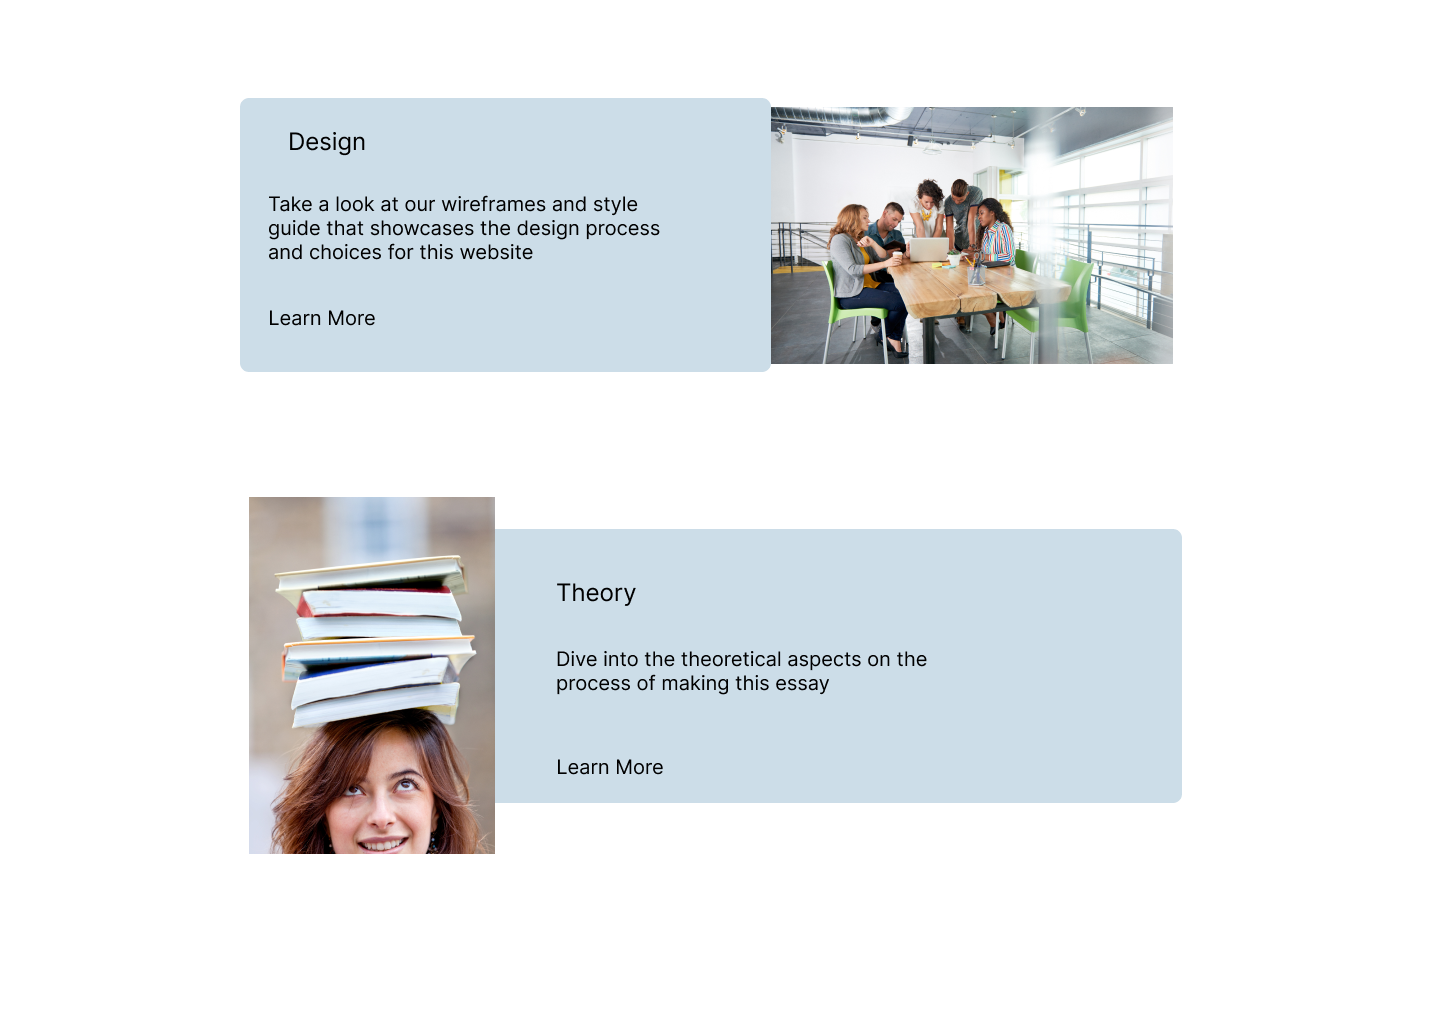 Design
Take a look at our wireframes and style
guide that showcases the design process
and choices for this website
Learn More
Theory
Dive into the theoretical aspects on the
process of making this essay
Learn More